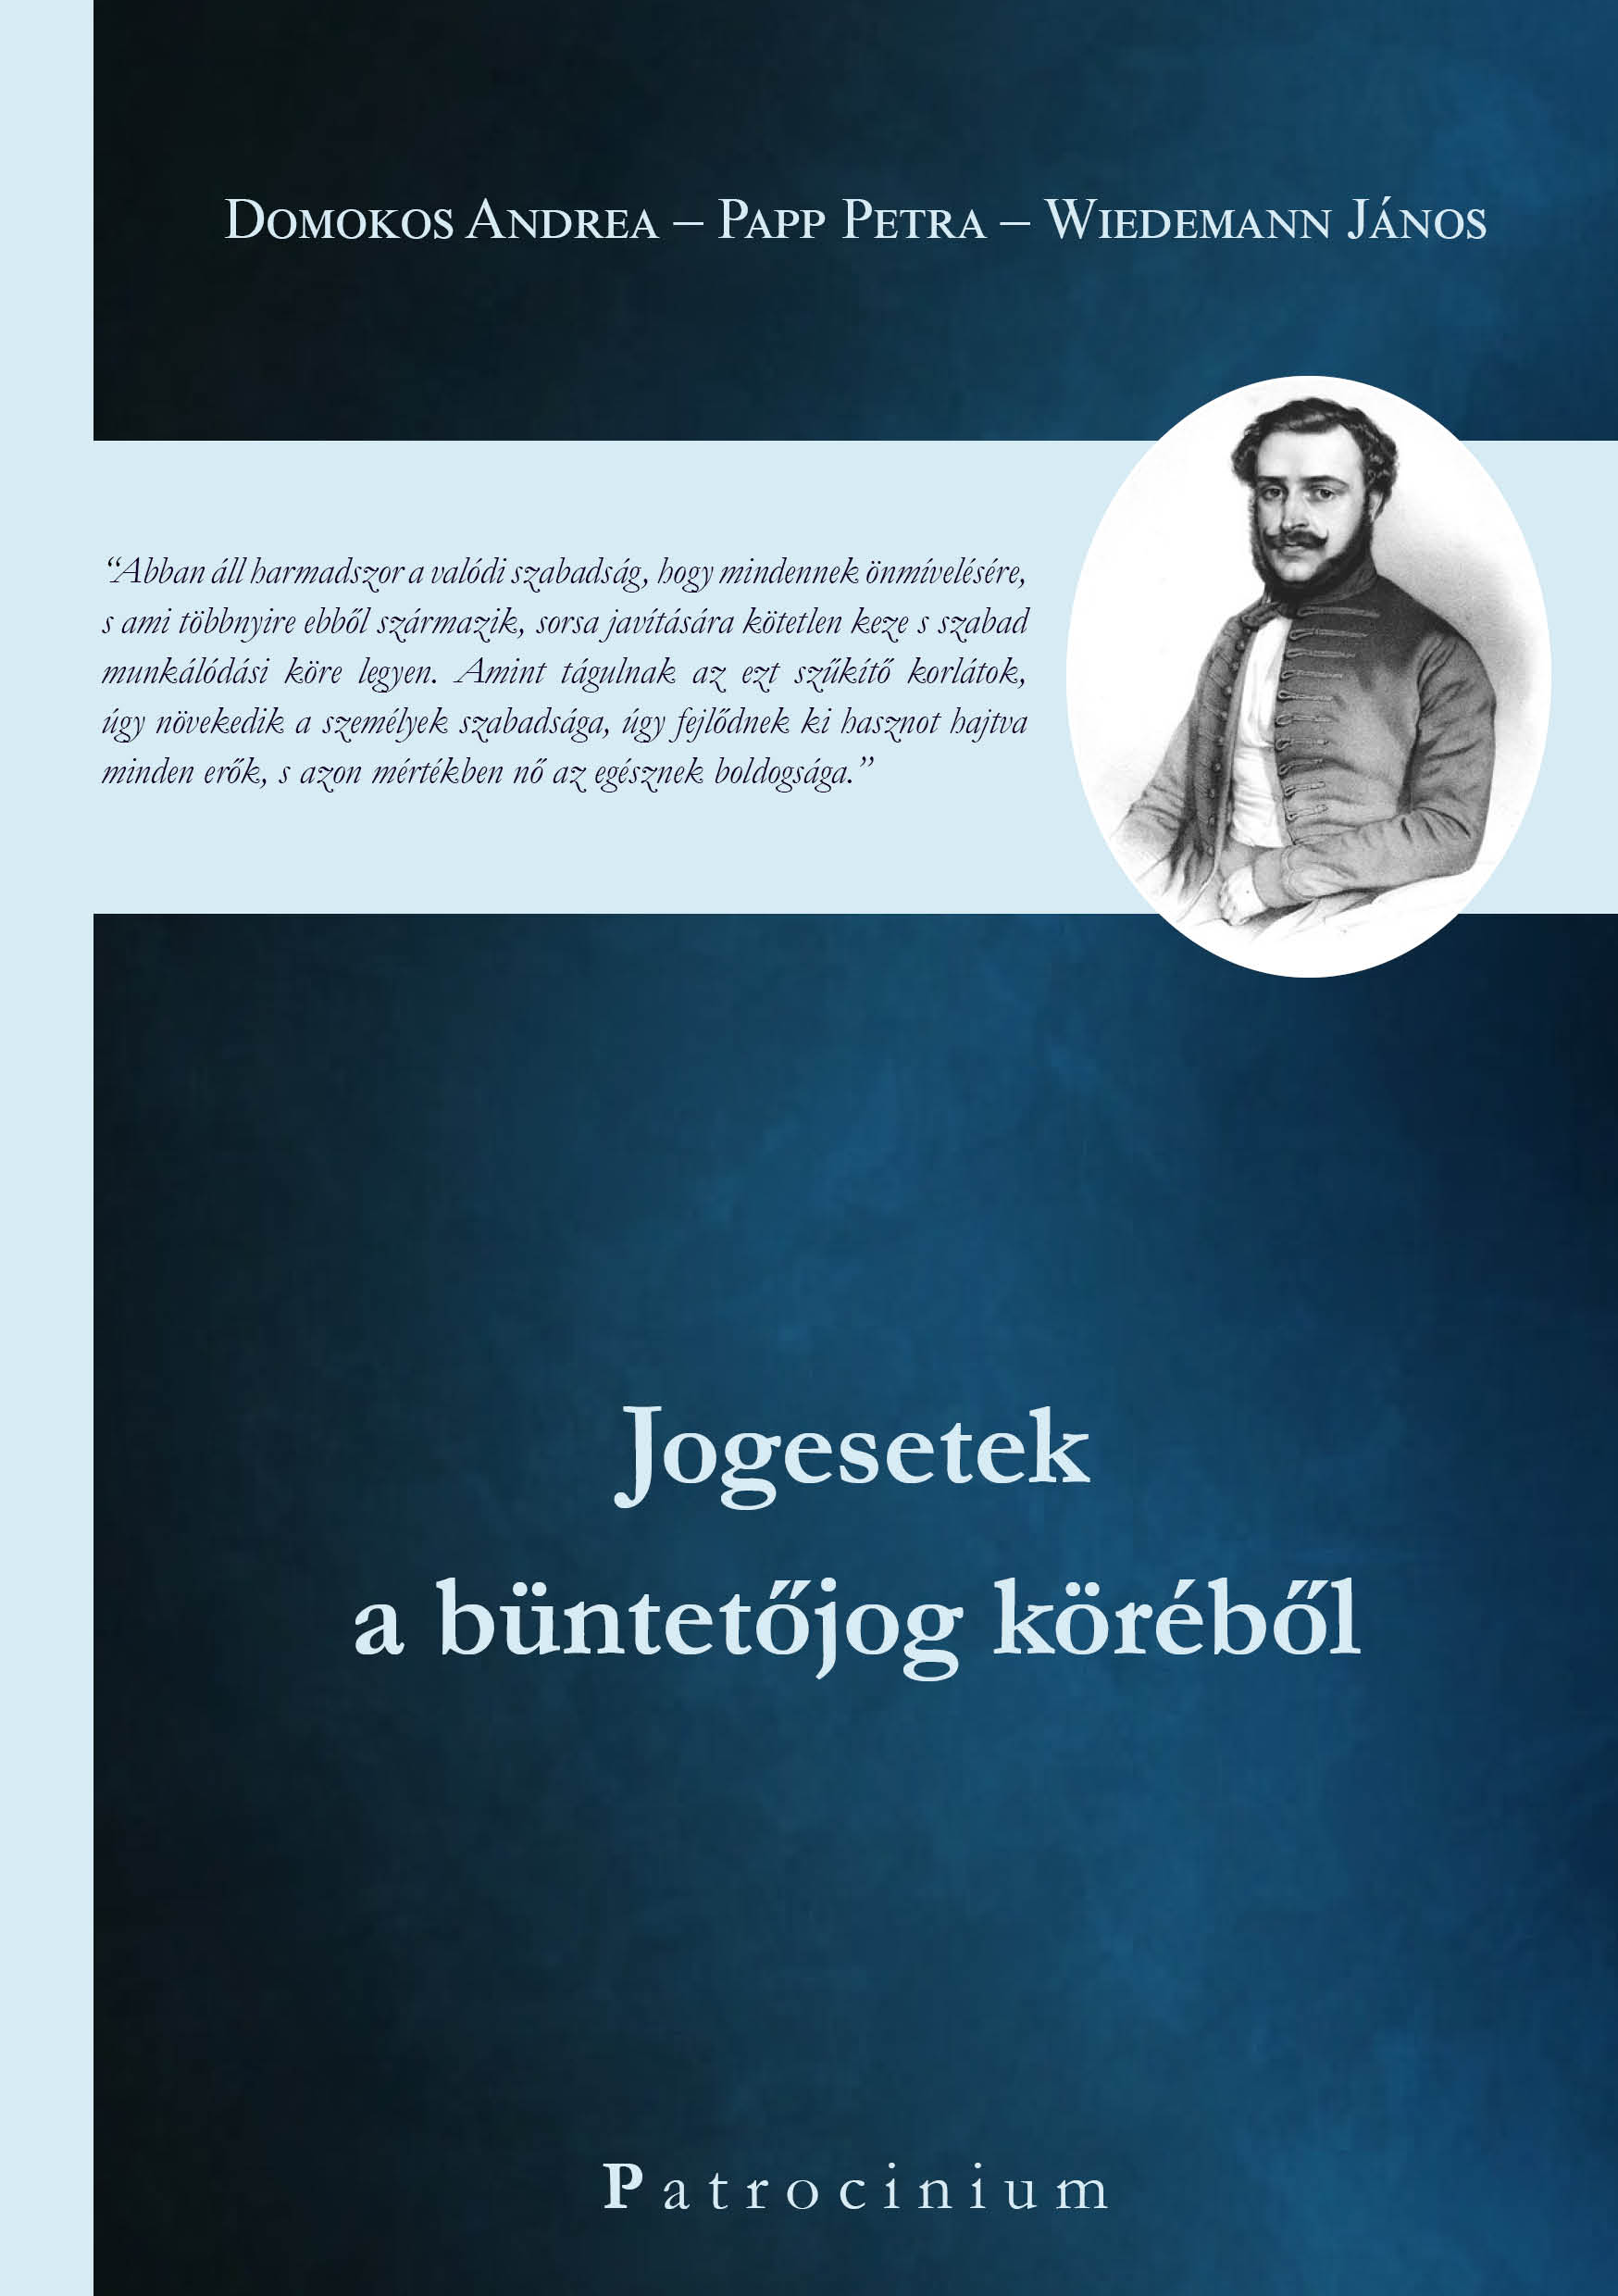 Domokos Andrea – Papp Petra – Wiedemann János
“Abban áll harmadszor a valódi szabadság, hogy mindennek önmívelésére,
s ami többnyire ebből származik, sorsa javítására kötetlen keze s szabad
munkálódási köre legyen. Amint tágulnak az ezt szűkítő korlátok,
úgy növekedik a személyek szabadsága, úgy fejlődnek ki hasznot hajtva
minden erők, s azon mértékben nő az egésznek boldogsága.”
Jogesetek
a büntetőjog köréből
Patrocinium